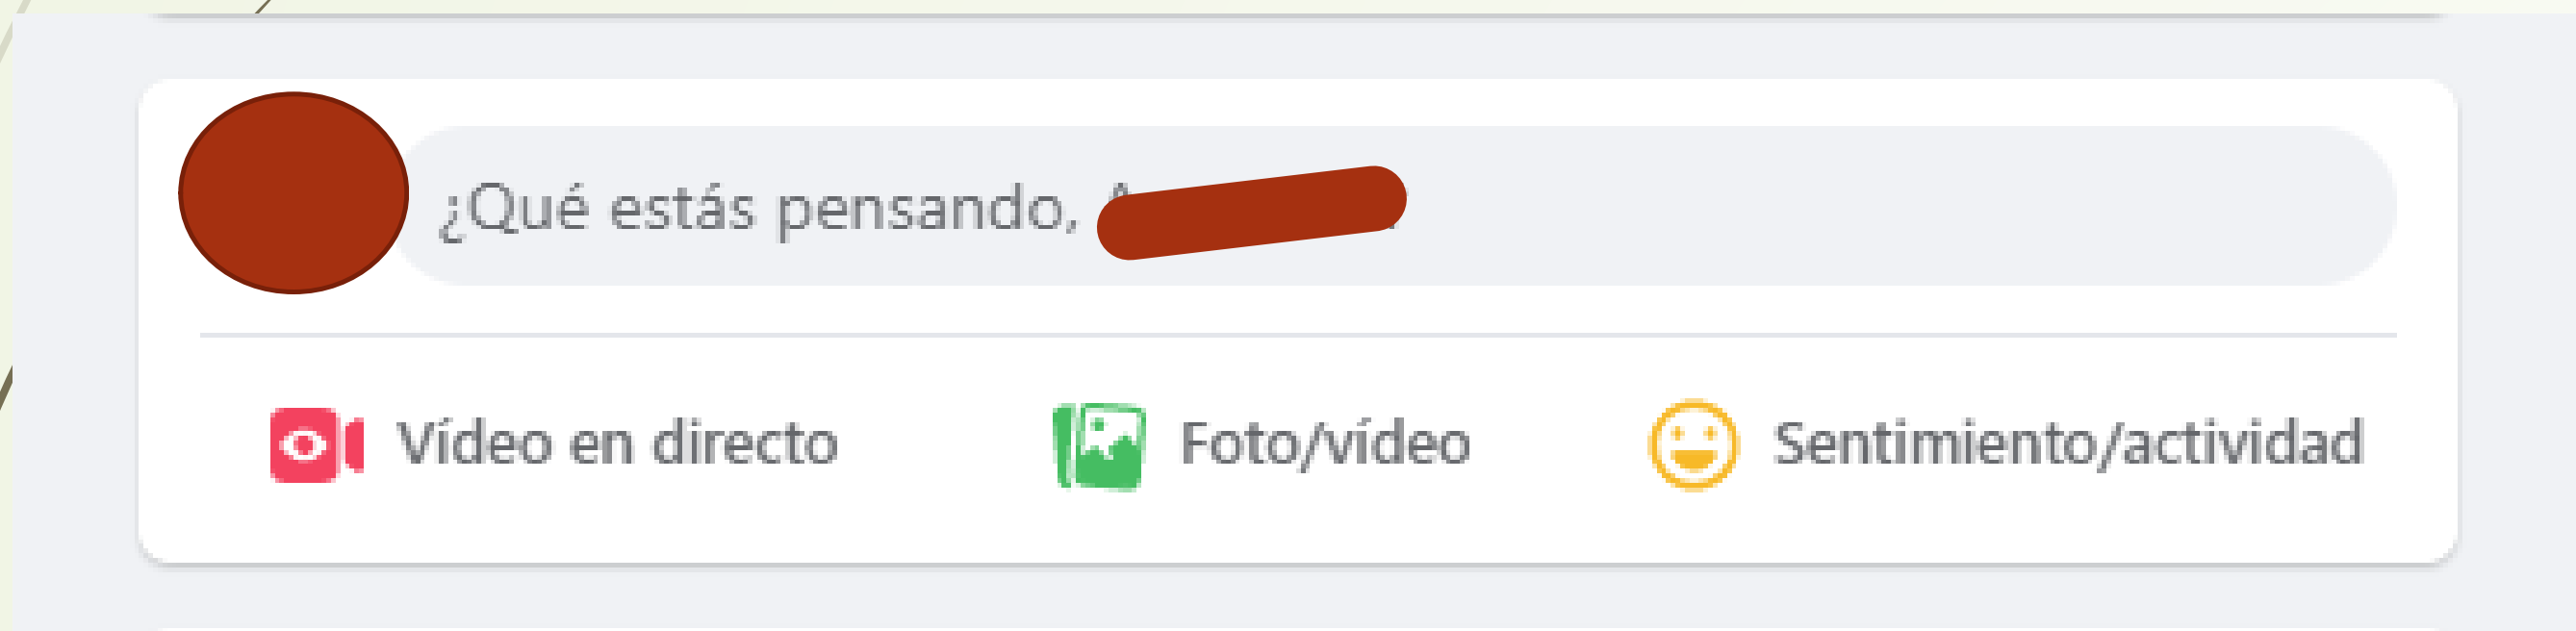 ¿Qué estás pensando,
Vídeo en directo
Foto/vídeo
Sentimiento/actividad